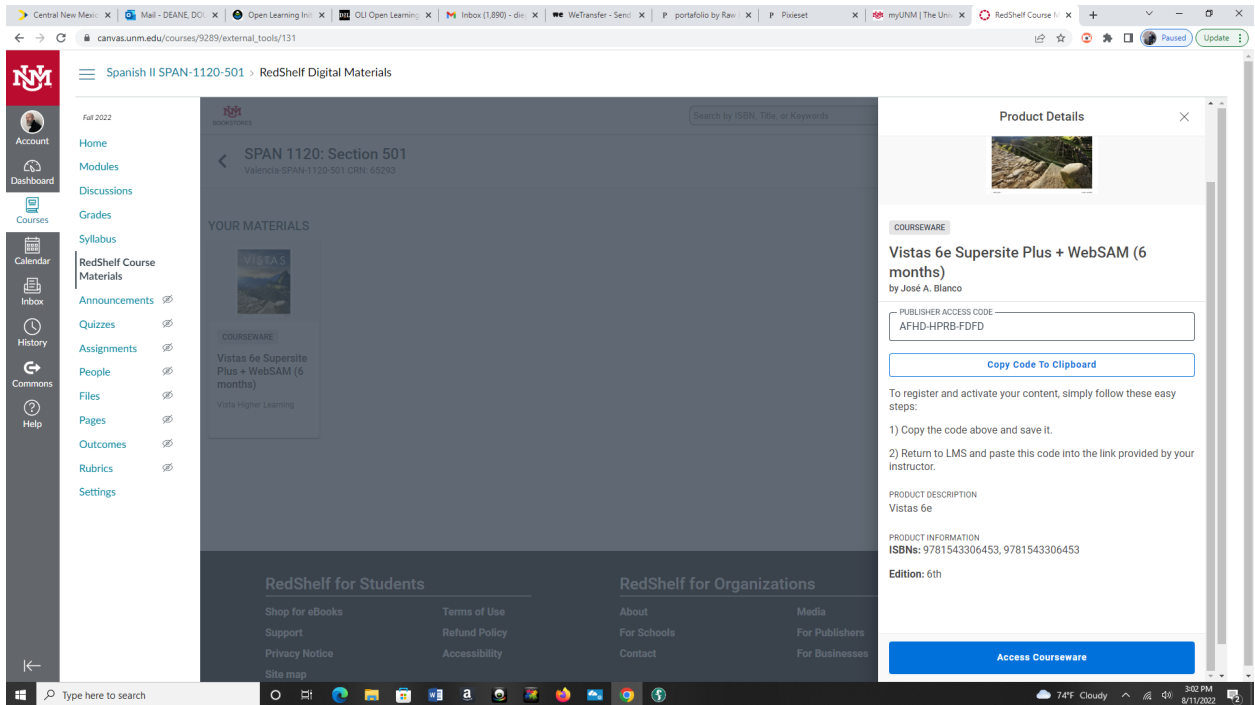 Central New Mexic
Mail - DEANE, DOU
Open Learning Init
OLI Open Learning
Inbox (1,890) - die
WeTransfer - Send
portafolio by Raw
Pixieset
myUNM | The Univ
RedShelf Course M
canvas.unm.edu/courses/9289/external_tools/131
Paused
Update
UNM
Spanish II SPAN-1120-501 > RedShelf Digital Materials
Account
Dashboard
Courses
Calendar
Inbox
History
Commons
Help
Fall 2022
Home
Modules
Discussions
Grades
Syllabus
RedShelf Course
Materials
Announcements
Quizzes
Assignments
People
Files
Pages
Outcomes
Rubrics
Settings
UNM
BOOKSTORES
Search by ISBN, Title, or Keywords
SPAN 1120: Section 501
Valencia-SPAN-1120-501 CRN: 65293
YOUR MATERIALS
VISTAS
COURSEWARE
Vistas 6e Supersite
Plus + WebSAM (6
months)
Vista Higher Learning
RedShelf for Students
Shop for eBooks
Terms of Use
Support
Refund Policy
Privacy Notice
Accessibility
Site map
RedShelf for Organizations
About
Media
For Schools
For Publishers
Contact
For Businesses
Product Details
COURSEWARE
Vistas 6e Supersite Plus + WebSAM (6
months)
by José A. Blanco
PUBLISHER ACCESS CODE
AFHD-HPRB-FDFD
Copy Code To Clipboard
To register and activate your content, simply follow these easy
steps:
1) Copy the code above and save it.
2) Return to LMS and paste this code into the link provided by your
instructor.
PRODUCT DESCRIPTION
Vistas 6e
PRODUCT INFORMATION
ISBNs: 9781543306453, 9781543306453
Edition: 6th
Access Courseware
Type here to search
74°F Cloudy
3:02 PM
8/11/2022